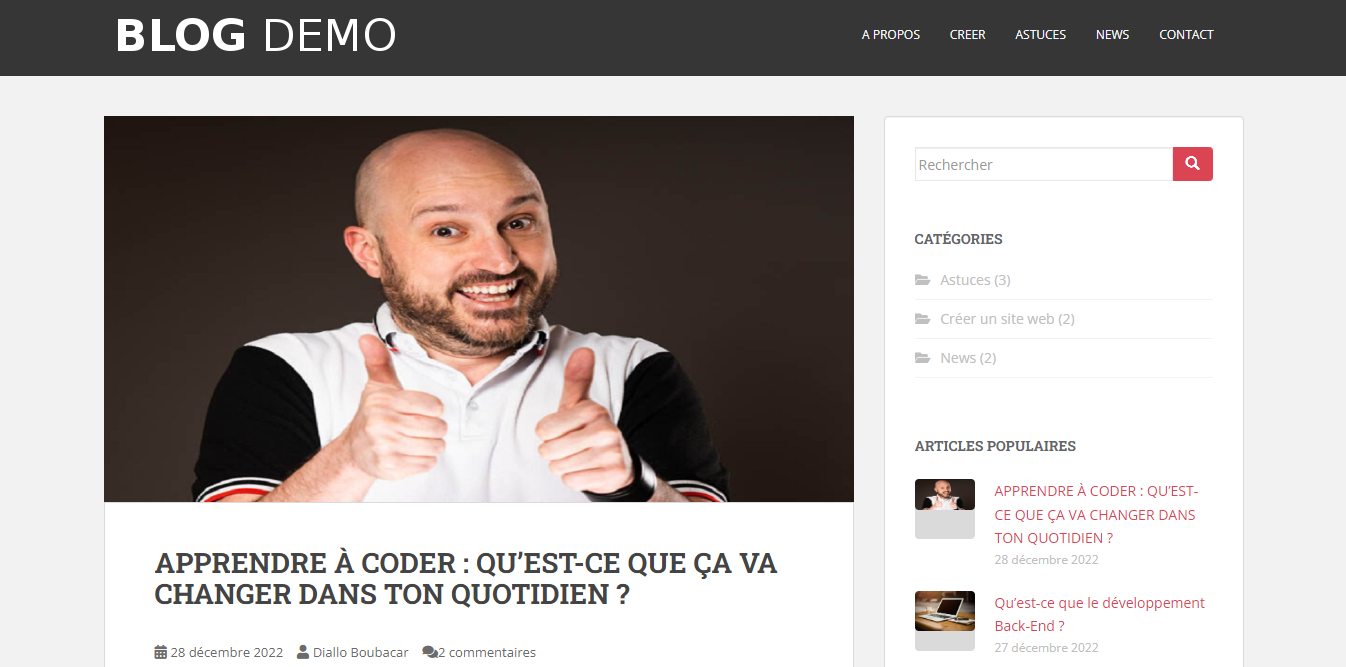 BLOG DEMO
A PROPOS CREER ASTUCES NEWS CONTACT
APPRENDRE À CODER : QU’EST-CE QUE ÇA VA
CHANGER DANS TON QUOTIDIEN ?
28 décembre 2022 Diallo Boubacar 2 commentaires
Rechercher
CATÉGORIES
Astuces (3)
Créer un site web (2)
News (2)
ARTICLES POPULAIRES
APPRENDRE À CODER : QU’EST-
CE QUE ÇA VA CHANGER DANS
TON QUOTIDIEN ?
28 décembre 2022
Qu’est-ce que le développement
Back-End ?
27 décembre 2022